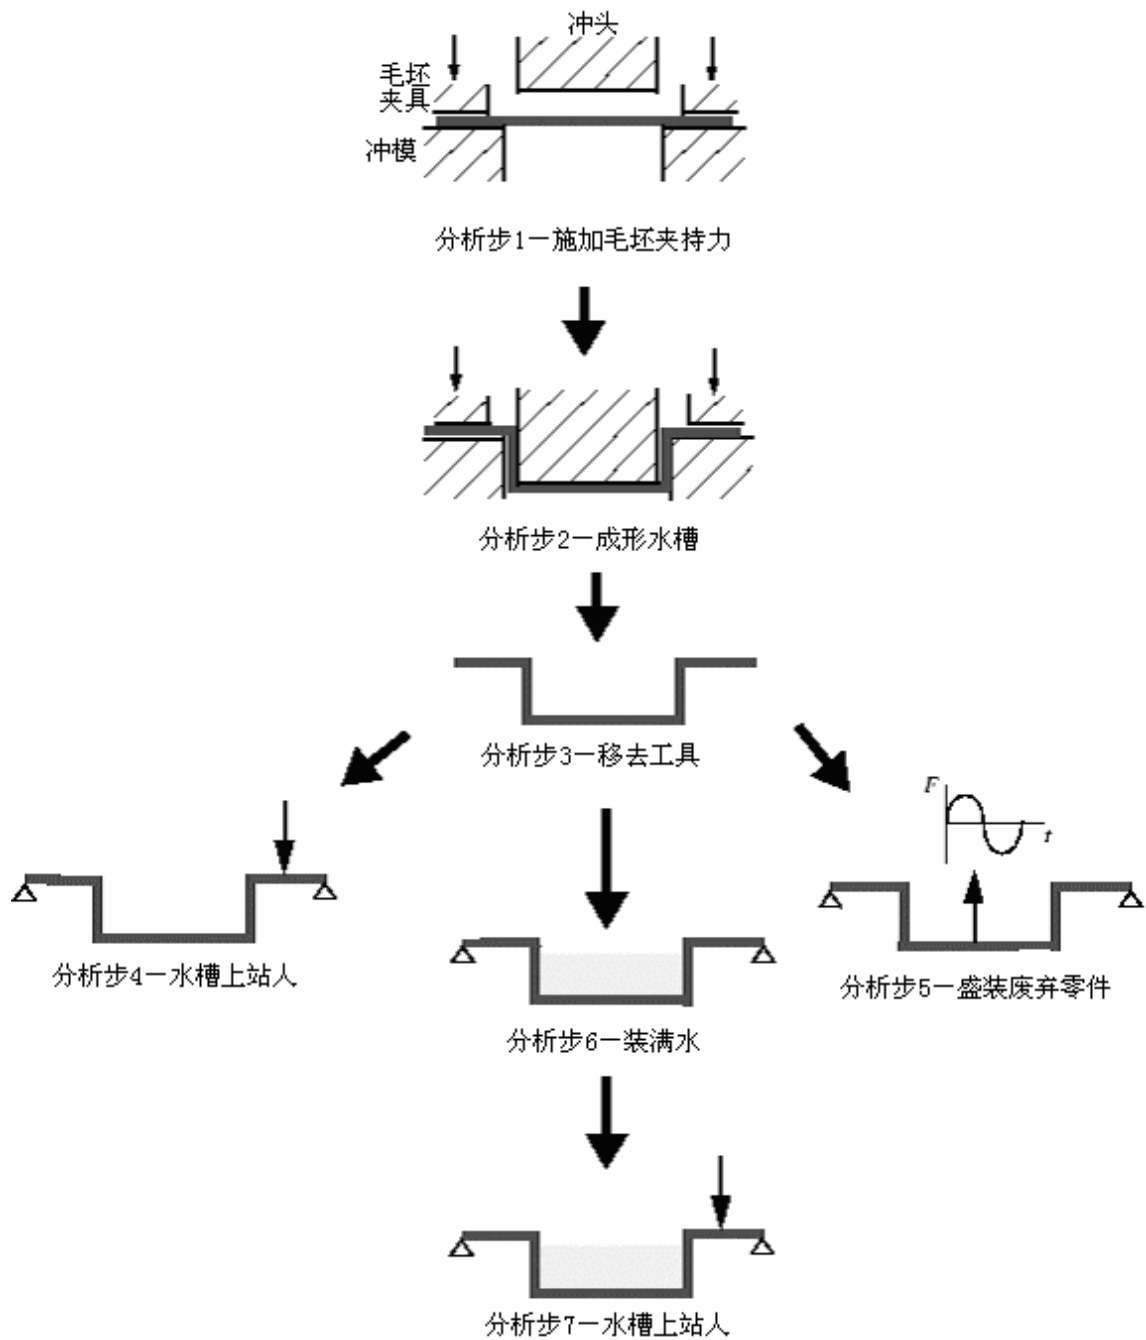 冲头
毛坯
夹具
冲模
分析步1—施加毛坯夹持力
分析步2—成形水槽
分析步3—移去工具
F
t
分析步4—水槽上站人
分析步5—盛装废弃零件
分析步6—装满水
分析步7—水槽上站人